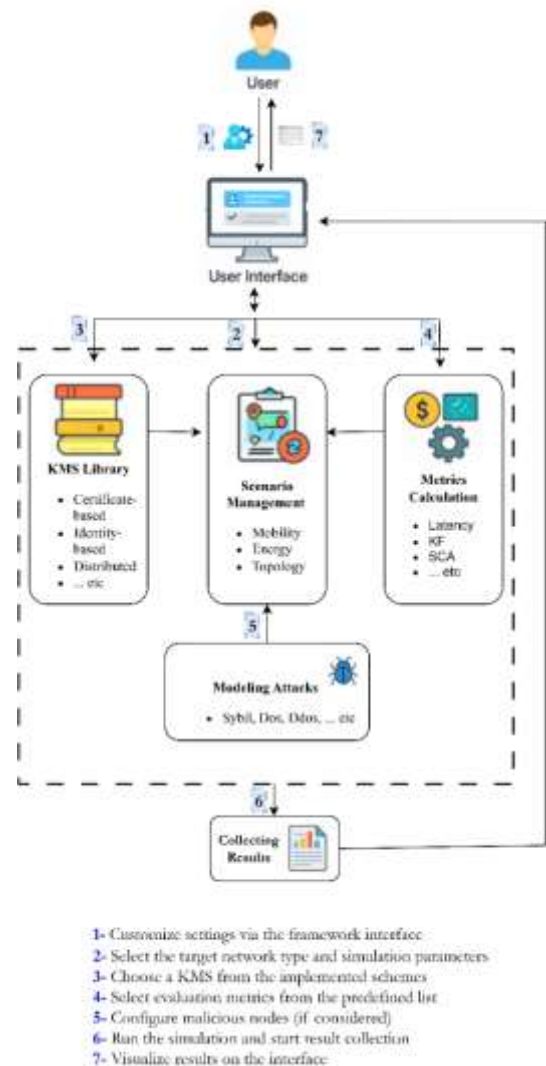 User
1
7
User Interface
3
2
4
KMS Library
• Certificate-
based
• Identity-
based
• Distributed
• ... etc
Scenario
Management
• Mobility
• Energy
• Topology
Metrics
Calculation
• Latency
• KF
• SCA
• ... etc
5
Modeling Attacks
• Sybil, Dos, Ddos, ... etc
6
Collecting
Results
1- Customize settings via the framework interface
2- Select the target network type and simulation parameters
3- Choose a KMS from the implemented schemes
4- Select evaluation metrics from the predefined list
5- Configure malicious nodes (if considered)
6- Run the simulation and start result collection
7- Visualize results on the interface